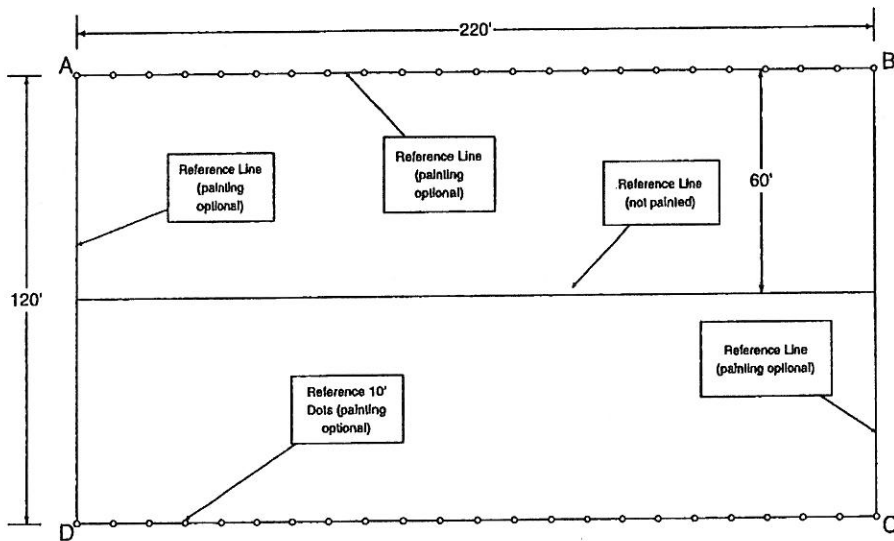 220'
A
B
Reference Line
(painting
optional)
Reference Line
(painting
optional)
Reference Line
(not painted)
60'
120'
Reference Line
(painting optional)
Reference 10'
Dots (painting
optional)
D
C